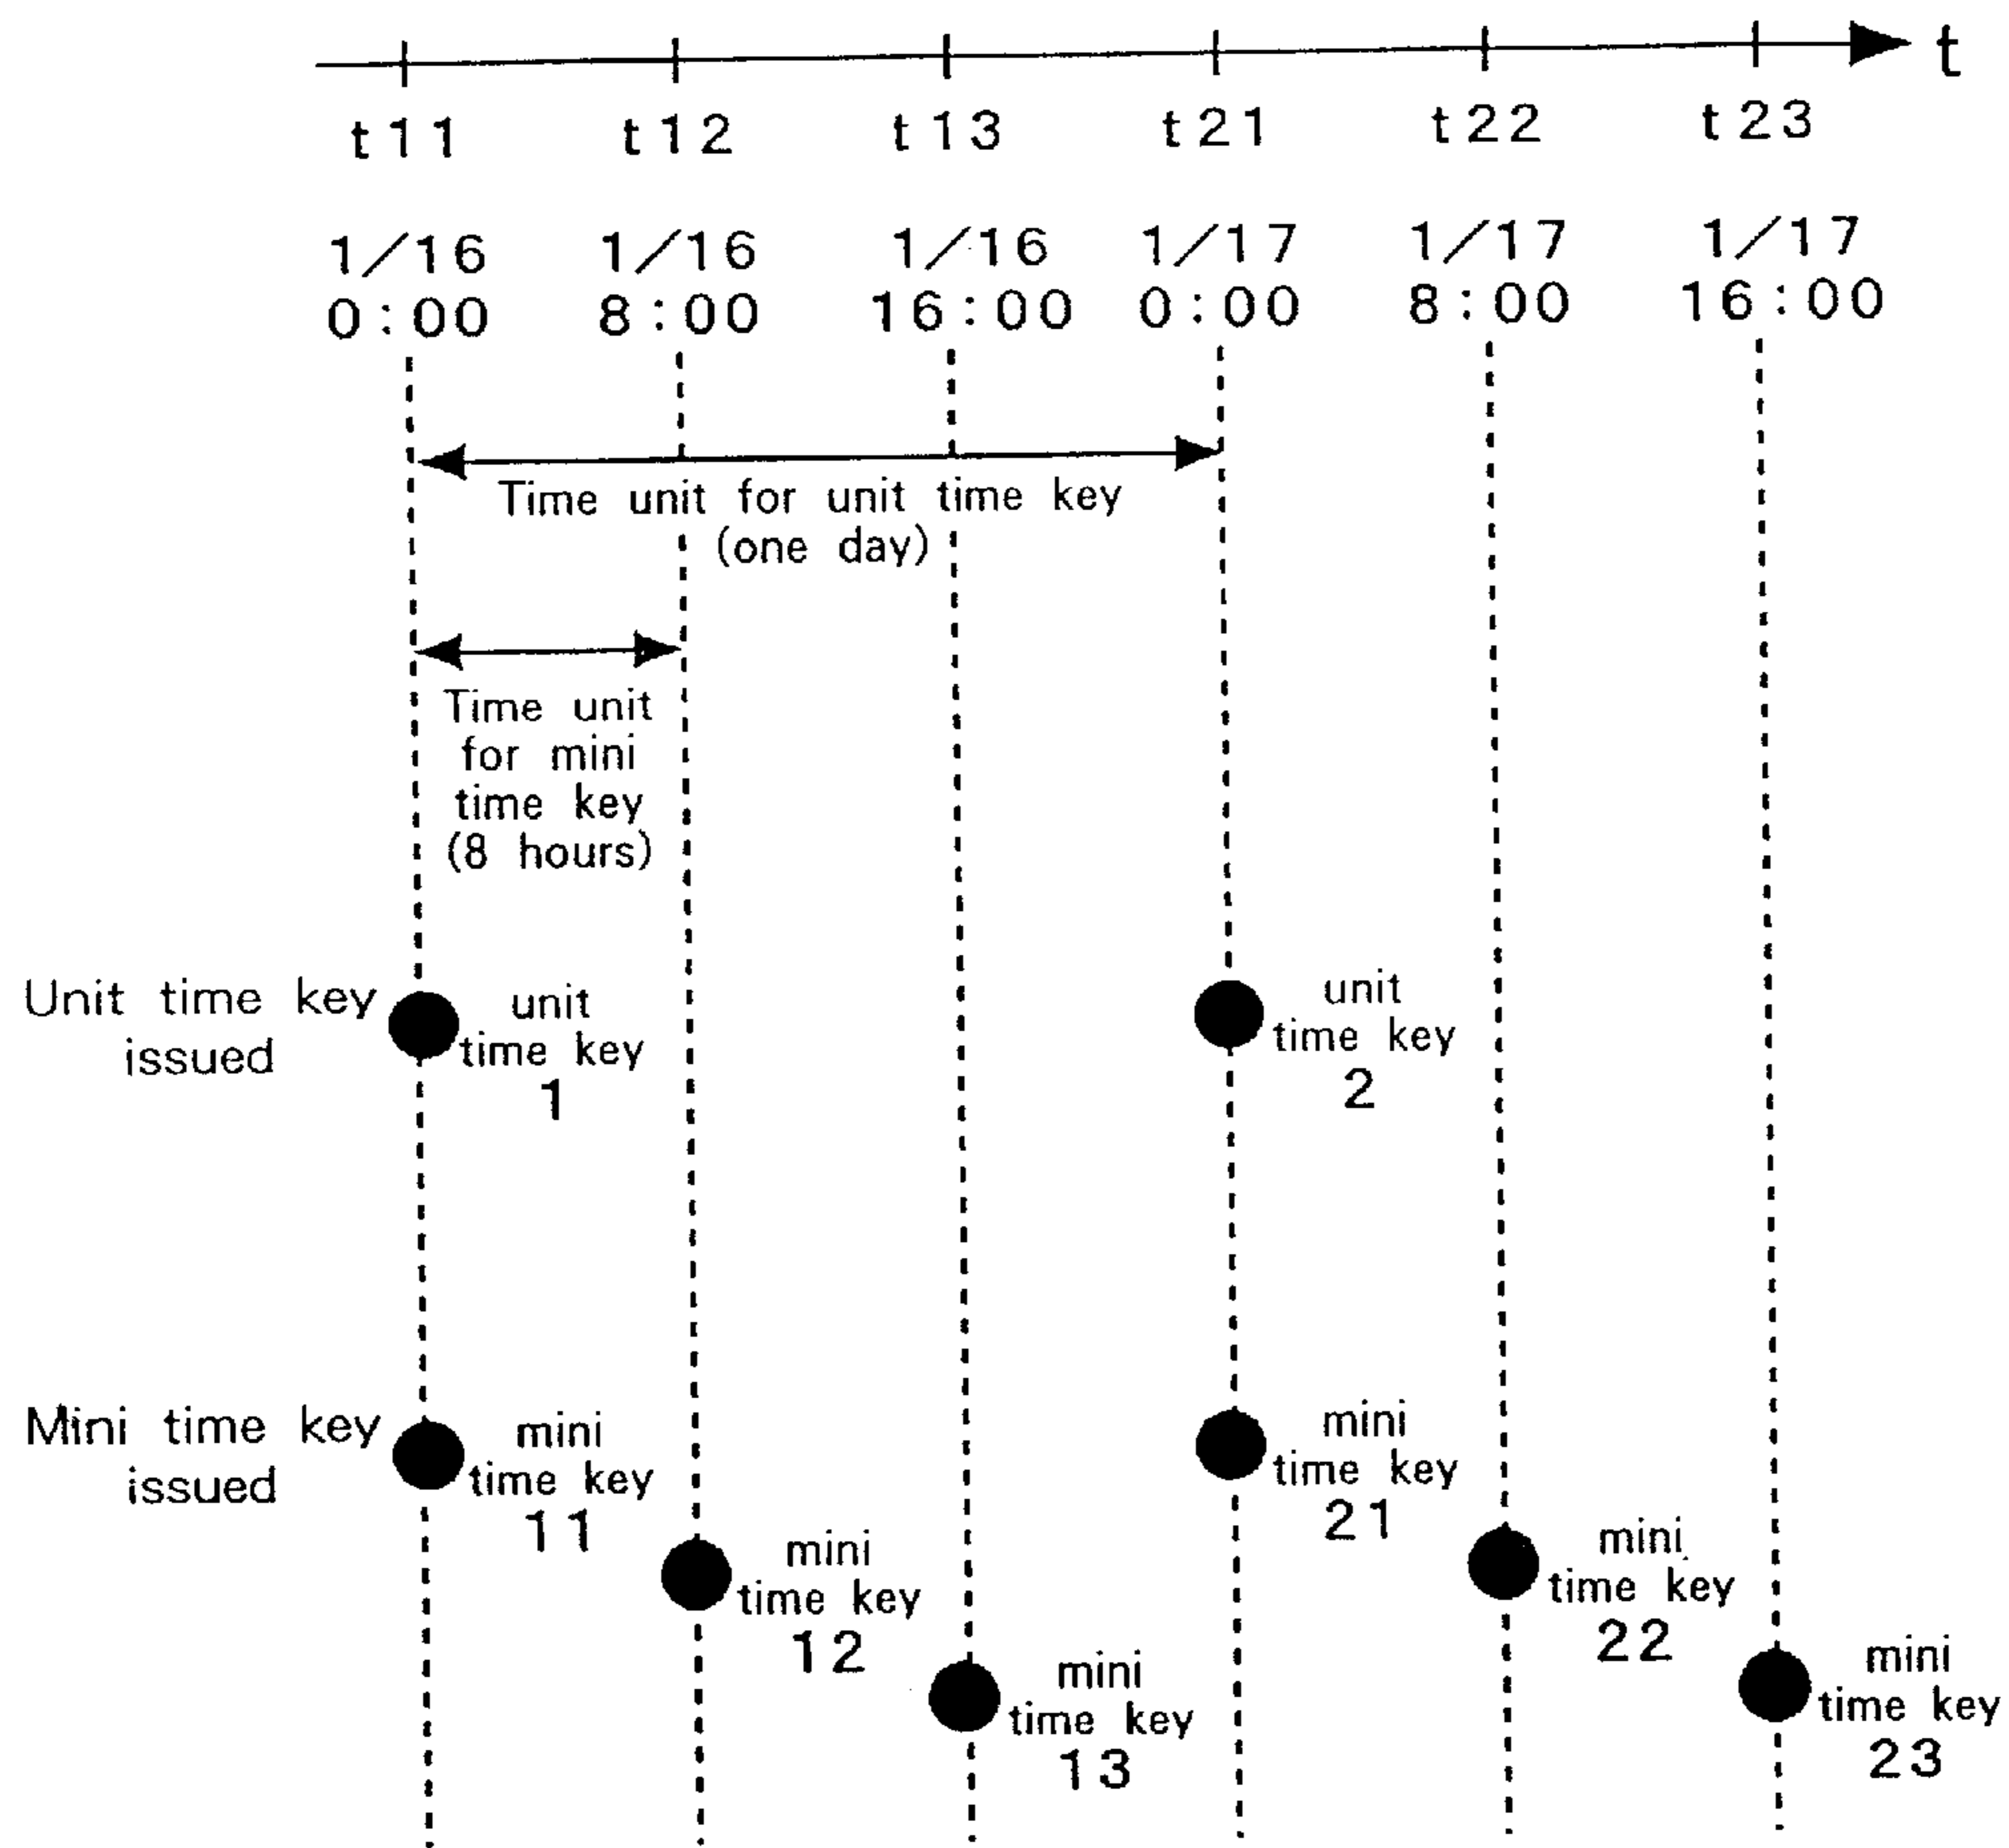 t
t11 t12 t13 t21 t22 t23
1/16 1/16 1/16 1/17 1/17 1/17
0:00 8:00 16:00 0:00 8:00 16:00
Time unit for unit time key
(one day)
Time unit
for mini
time key
(8 hours)
Unit time key
issued
unit
time key
1
unit
time key
2
Mini time key
issued
mini
time key
11
mini
time key
12
mini
time key
13
mini
time key
21
mini
time key
22
mini
time key
23